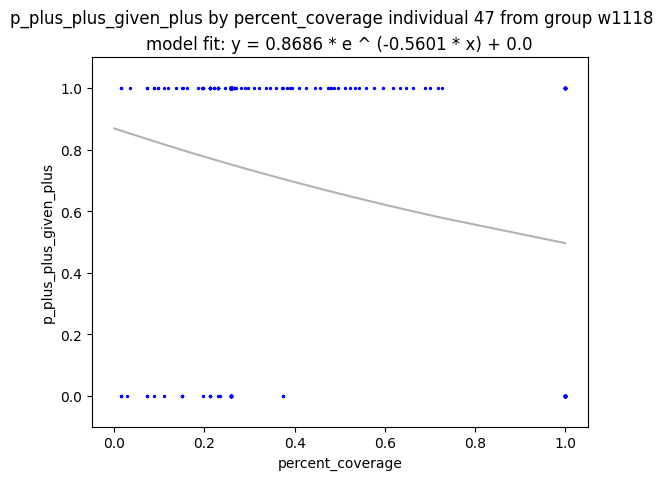 p_plus_plus_given_plus by percent_coverage individual 47 from group w1118
model fit: y = 0.8686 * e ^ (-0.5601 * x) + 0.0
p_plus_plus_given_plus
1.0
0.8
0.6
0.4
0.2
0.0
0.0 0.2 0.4 0.6 0.8 1.0
percent_coverage